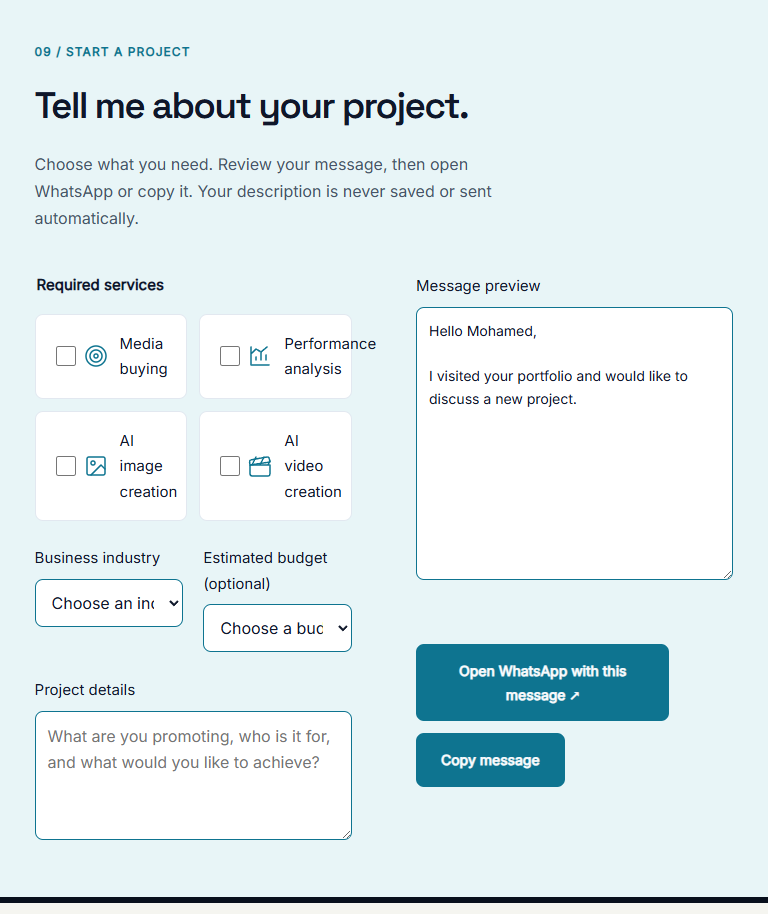 09 / START A PROJECT
Tell me about your project.
Choose what you need. Review your message, then open
WhatsApp or copy it. Your description is never saved or sent
automatically.
Required services
Media
buying
Performance
analysis
AI
image
creation
AI
video
creation
Business industry
Choose an inc
Estimated budget
(optional)
Choose a buc
Project details
What are you promoting, who is it for,
and what would you like to achieve?
Message preview
Hello Mohamed,
I visited your portfolio and would like to
discuss a new project.
Open WhatsApp with this
message ↗
Copy message